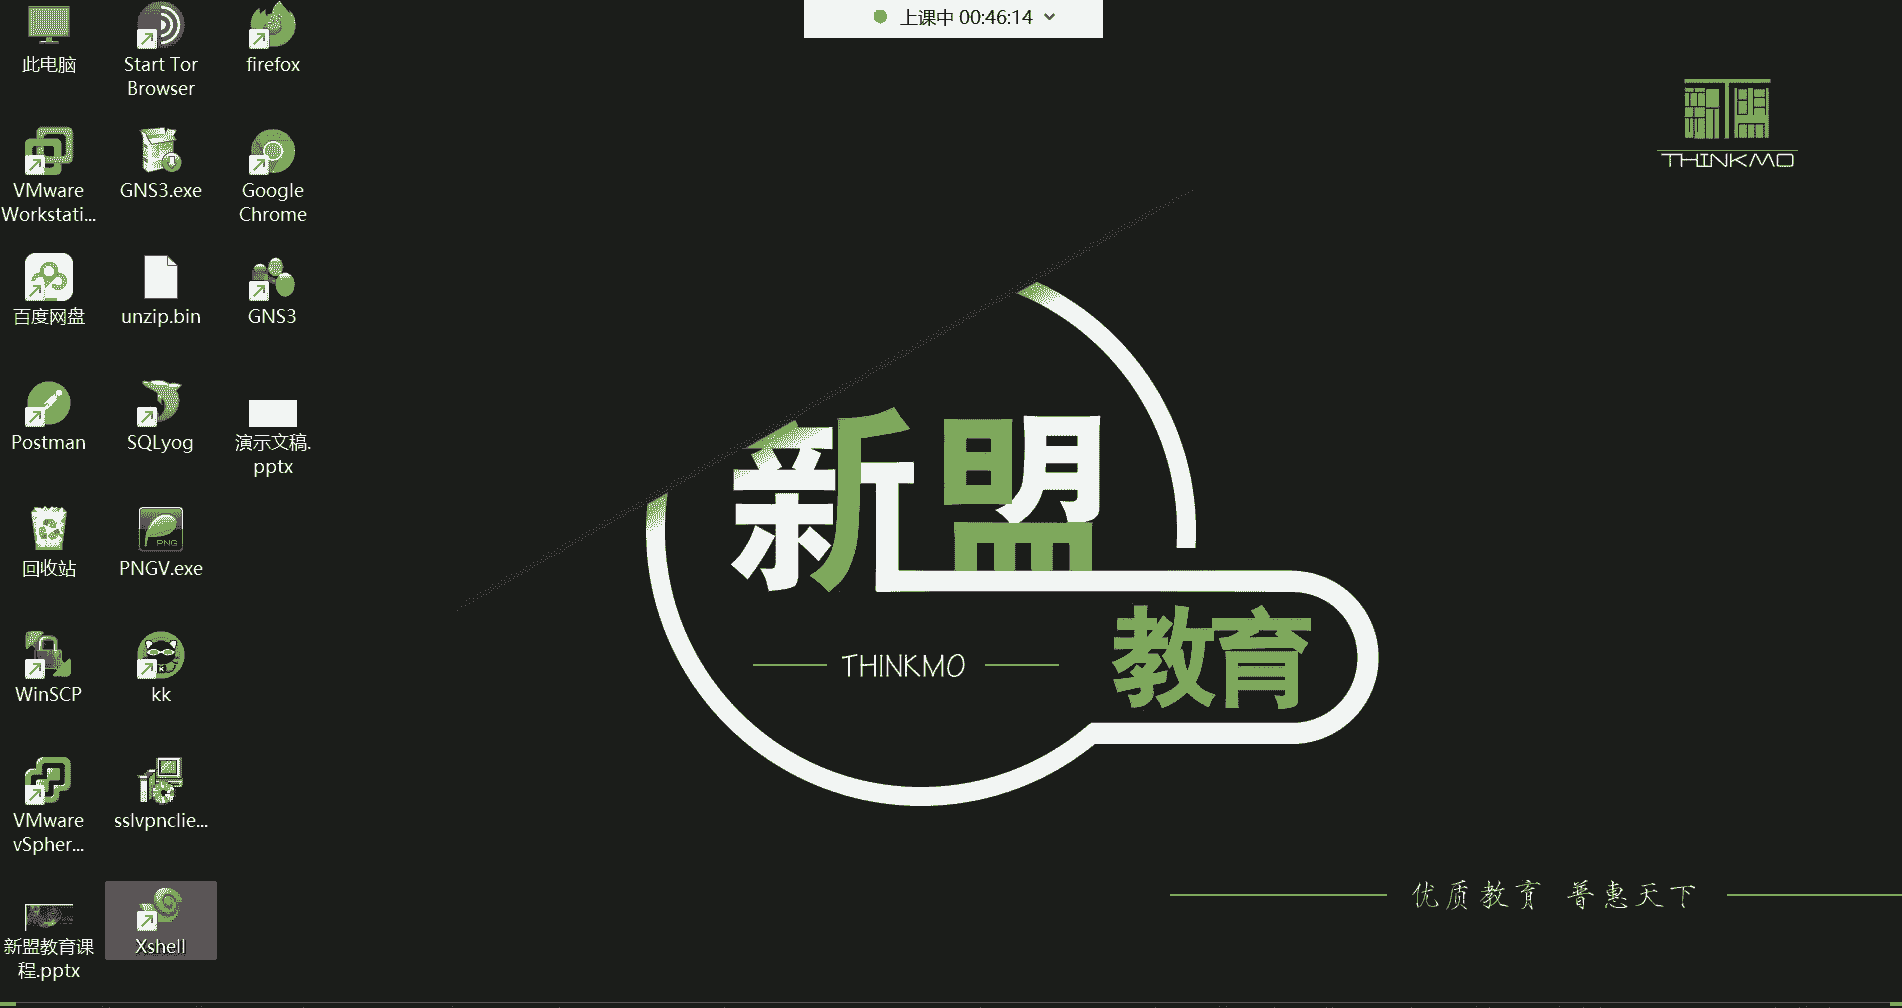 上课中 00:46:14
此电脑
Start Tor
Browser
firefox
THINKMO
VMware
Workstati...
GNS3.exe
Google
Chrome
百度网盘
unzip.bin
GNS3
Postman
SQLyog
演示文稿.
pptx
新盟
教育
THINKMO
回收站
PNG
PNGV.exe
WinSCP
kk
VMware
vSpher...
sslvpnclie...
优质教育 普惠天下
新盟教育课
程.pptx
Xshell